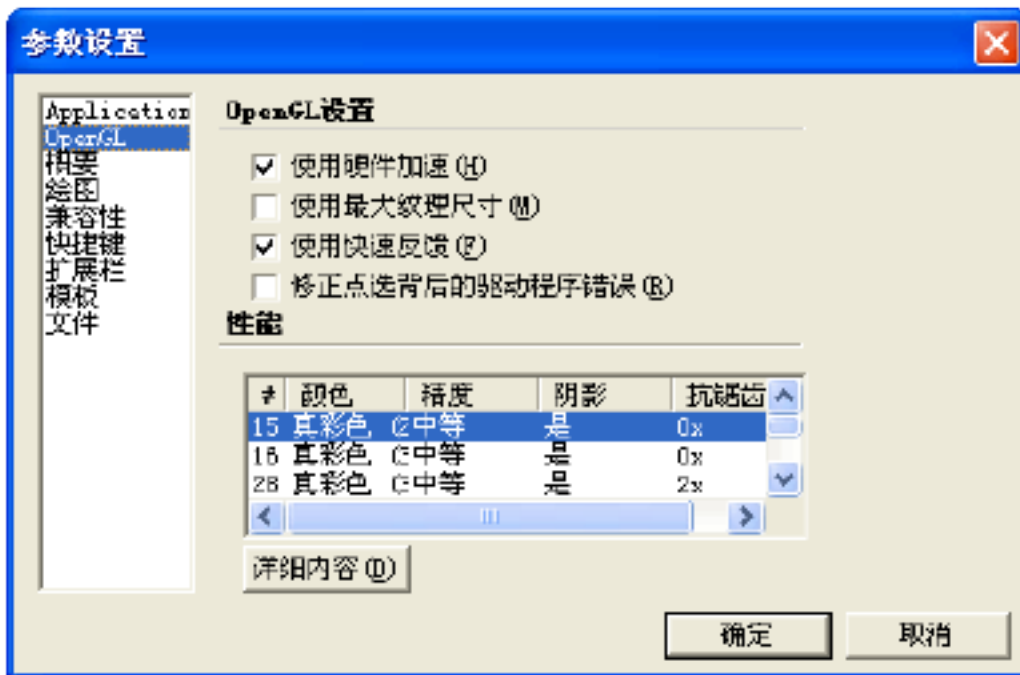 参数设置
Application
OpenGL
概要
绘图
兼容性
快捷键
扩展栏
模板
文件
OpenGL设置
使用硬件加速(H)
使用最大纹理尺寸(M)
使用快速反馈(F)
修正点选背后的驱动程序错误(R)
性能
# 颜色 精度 阴影 抗锯齿
15 真彩色 中等 是 0x
16 真彩色 中等 是 0x
28 真彩色 中等 是 2x
详细内容(D)
确定 取消